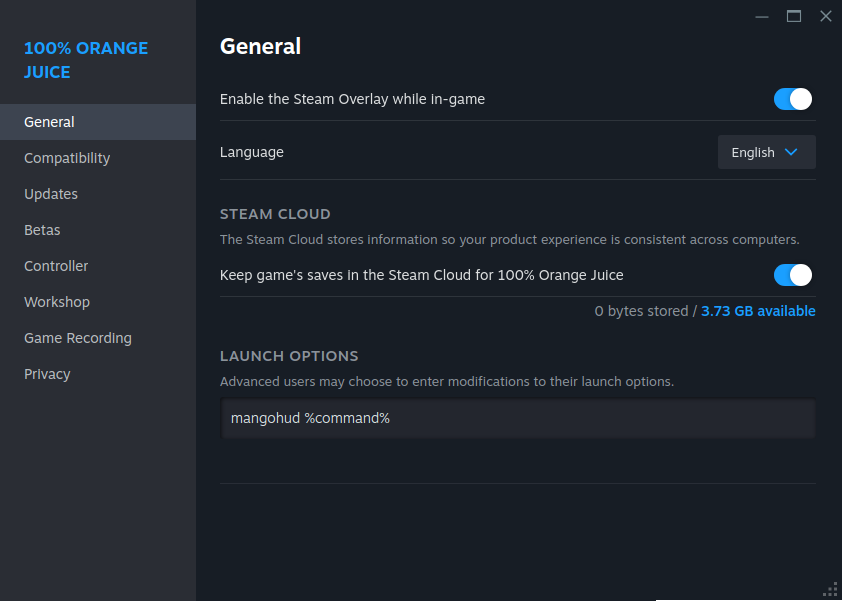 100% ORANGE
JUICE
General
Compatibility
Updates
Betas
Controller
Workshop
Game Recording
Privacy
General
Enable the Steam Overlay while in-game
Language
English
STEAM CLOUD
The Steam Cloud stores information so your product experience is consistent across computers.
Keep game's saves in the Steam Cloud for 100% Orange Juice
0 bytes stored / 3.73 GB available
LAUNCH OPTIONS
Advanced users may choose to enter modifications to their launch options.
mangohud %command%